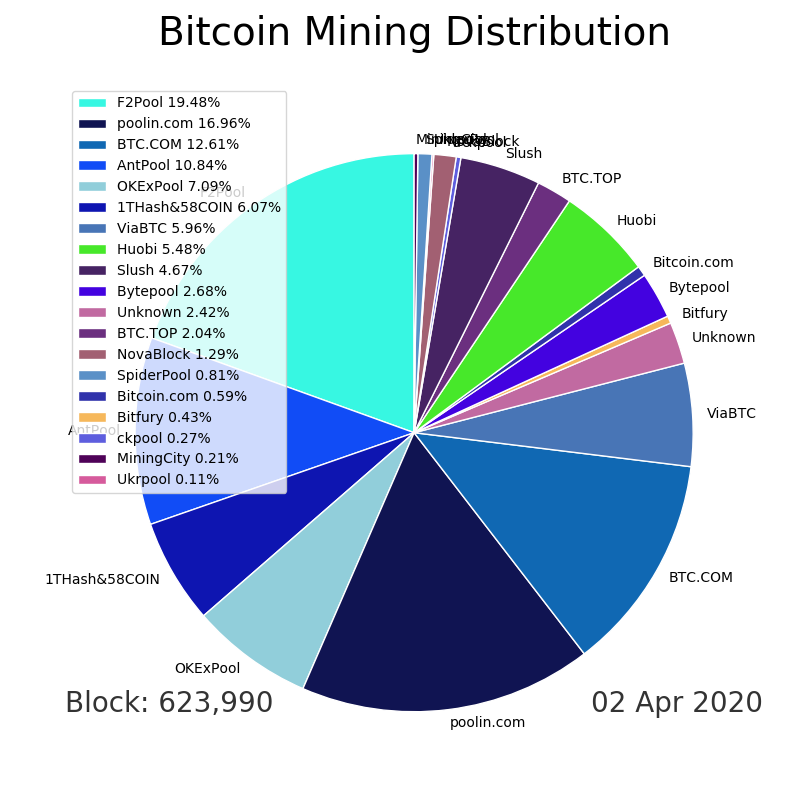 Bitcoin Mining Distribution
F2Pool 19.48%
poolin.com 16.96%
BTC.COM 12.61%
AntPool 10.84%
OKExPool 7.09%
1THash&58COIN 6.07%
ViaBTC 5.96%
Huobi 5.48%
Slush 4.67%
Bytepool 2.68%
Unknown 2.42%
BTC.TOP 2.04%
NovaBlock 1.29%
SpiderPool 0.81%
Bitcoin.com 0.59%
Bitfury 0.43%
ckpool 0.27%
MiningCity 0.21%
Ukrpool 0.11%
Slush
BTC.TOP
Huobi
Bitcoin.com
Bytepool
Bitfury
Unknown
ViaBTC
BTC.COM
poolin.com
OKExPool
1THash&58COIN
AntPool
F2Pool
Block: 623,990
02 Apr 2020